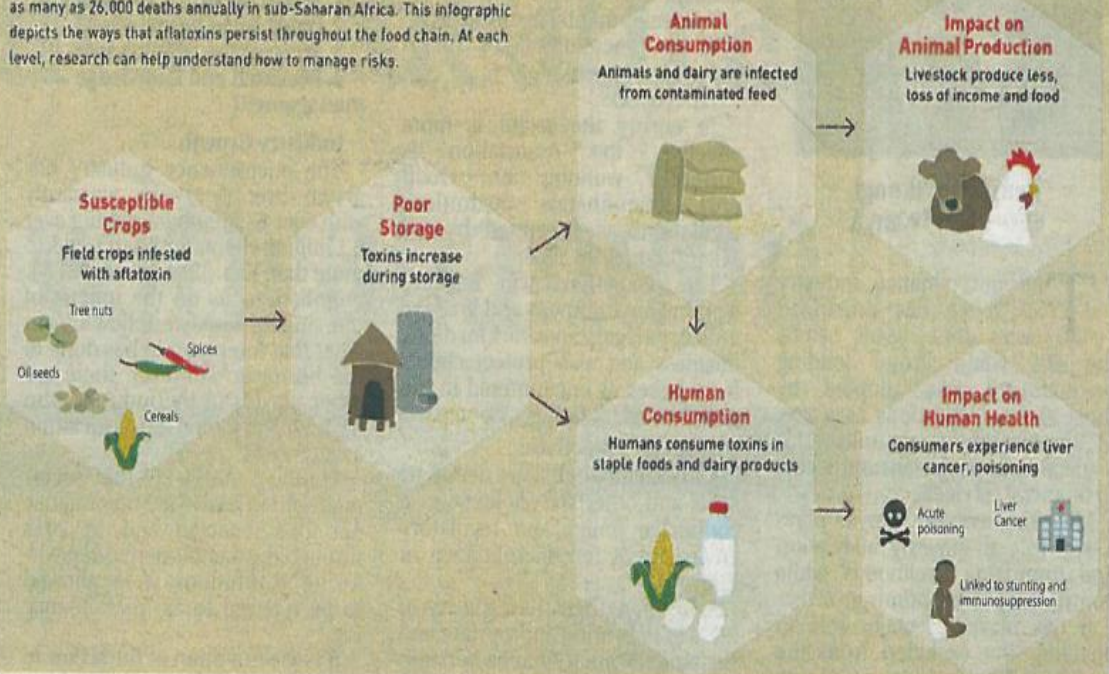 as many as 26,000 deaths annually in sub-Saharan Africa. This infographic
depicts the ways that aflatoxins persist throughout the food chain. At each
level, research can help understand how to manage risks.
Susceptible
Crops
Field crops infested
with aflatoxin
Tree nuts
Spices
Oil seeds
Cereals
Poor
Storage
Toxins increase
during storage
Animal
Consumption
Animals and dairy are infected
from contaminated feed
Impact on
Animal Production
Livestock produce less,
loss of income and food
Human
Consumption
Humans consume toxins in
staple foods and dairy products
Impact on
Human Health
Consumers experience liver
cancer, poisoning
Acute
poisoning
Liver
Cancer
Linked to stunting and
immunosuppression